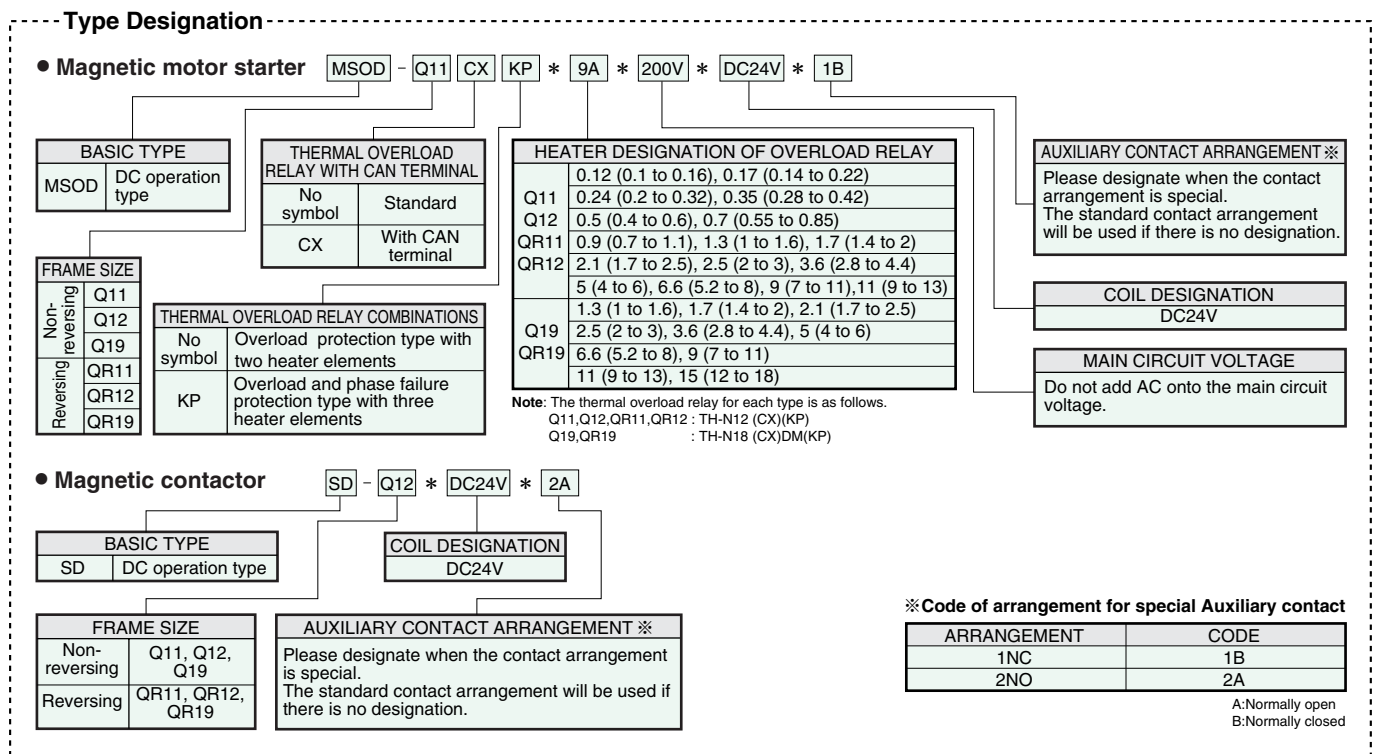 Type Designation
● Magnetic motor starter MSOD - Q11 CX KP * 9A * 200V * DC24V * 1B
BASIC TYPE
MSOD DC operation
type
FRAME SIZE
Non-
reversing
Q11
Q12
Q19
Reversing
QR11
QR12
QR19
THERMAL OVERLOAD
RELAY WITH CAN TERMINAL
No
symbol
Standard
CX
With CAN
terminal
THERMAL OVERLOAD RELAY COMBINATIONS
No
symbol
Overload protection type with
two heater elements
KP
Overload and phase failure
protection type with three
heater elements
HEATER DESIGNATION OF OVERLOAD RELAY
Q11
Q12
QR11
QR12
0.12 (0.1 to 0.16), 0.17 (0.14 to 0.22)
0.24 (0.2 to 0.32), 0.35 (0.28 to 0.42)
0.5 (0.4 to 0.6), 0.7 (0.55 to 0.85)
0.9 (0.7 to 1.1), 1.3 (1 to 1.6), 1.7 (1.4 to 2)
2.1 (1.7 to 2.5), 2.5 (2 to 3), 3.6 (2.8 to 4.4)
5 (4 to 6), 6.6 (5.2 to 8), 9 (7 to 11),11 (9 to 13)
Q19
QR19
1.3 (1 to 1.6), 1.7 (1.4 to 2), 2.1 (1.7 to 2.5)
2.5 (2 to 3), 3.6 (2.8 to 4.4), 5 (4 to 6)
6.6 (5.2 to 8), 9 (7 to 11)
11 (9 to 13), 15 (12 to 18)
Note: The thermal overload relay for each type is as follows.
Q11,Q12,QR11,QR12 : TH-N12 (CX)(KP)
Q19,QR19 : TH-N18 (CX)DM(KP)
AUXILIARY CONTACT ARRANGEMENT※
Please designate when the contact
arrangement is special.
The standard contact arrangement
will be used if there is no designation.
COIL DESIGNATION
DC24V
MAIN CIRCUIT VOLTAGE
Do not add AC onto the main circuit
voltage.
● Magnetic contactor SD - Q12 * DC24V * 2A
BASIC TYPE
SD DC operation type
COIL DESIGNATION
DC24V
FRAME SIZE
Non-
reversing
Q11, Q12,
Q19
Reversing
QR11, QR12,
QR19
AUXILIARY CONTACT ARRANGEMENT ※
Please designate when the contact arrangement
is special.
The standard contact arrangement will be used if
there is no designation.
※Code of arrangement for special Auxiliary contact
ARRANGEMENT CODE
1NC 1B
2NO 2A
A:Normally open
B:Normally closed